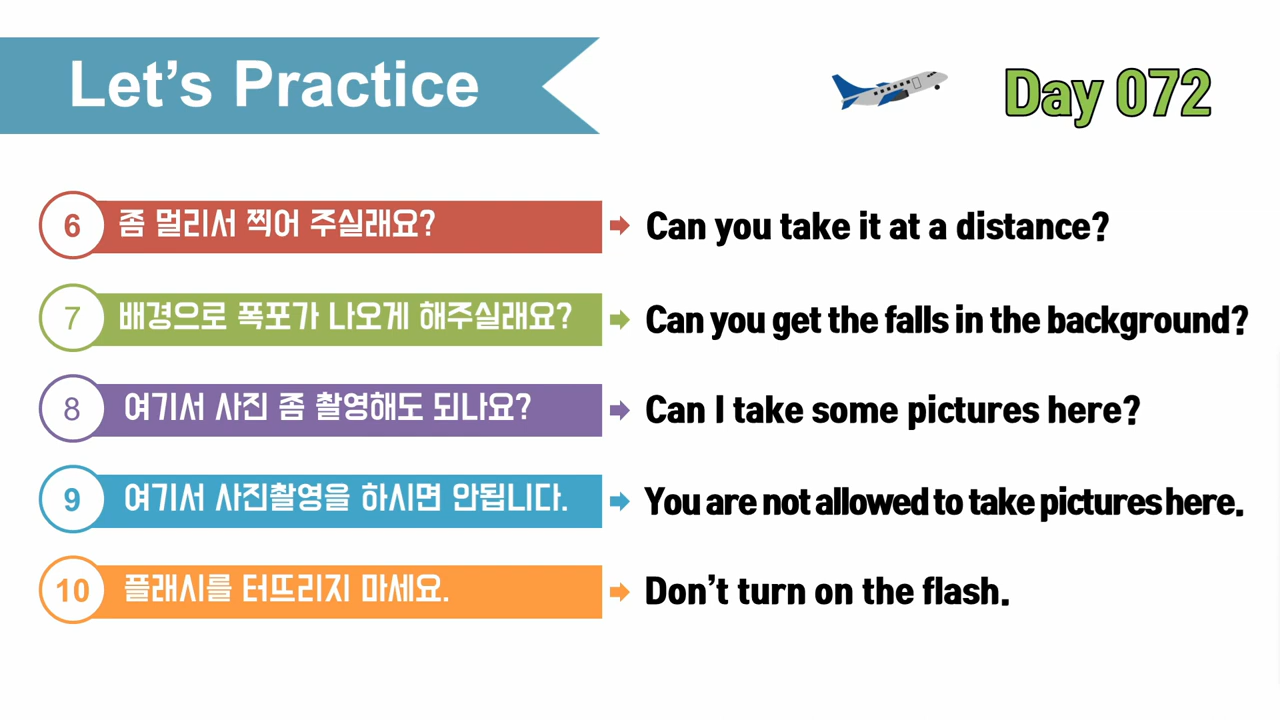 Let's Practice
Day 072
6 좀 멀리서 찍어 주실래요? Can you take it at a distance?
7 배경으로 폭포가 나오게 해주실래요? Can you get the falls in the background?
8 여기서 사진 좀 촬영해도 되나요? Can I take some pictures here?
9 여기서 사진촬영을 하시면 안됩니다. You are not allowed to take pictures here.
10 플래시를 터뜨리지 마세요. Don't turn on the flash.